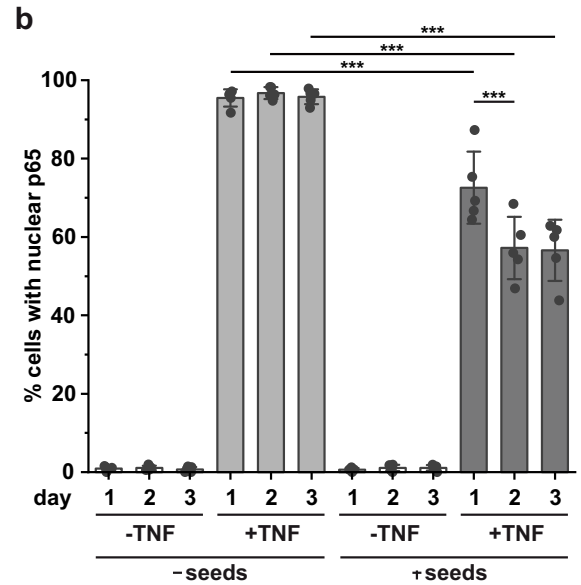 b
***
***
***
***
% cells with nuclear p65
100
80
60
40
20
0
day 1 2 3 1 2 3 1 2 3 1 2 3
-TNF +TNF -TNF +TNF
−seeds +seeds